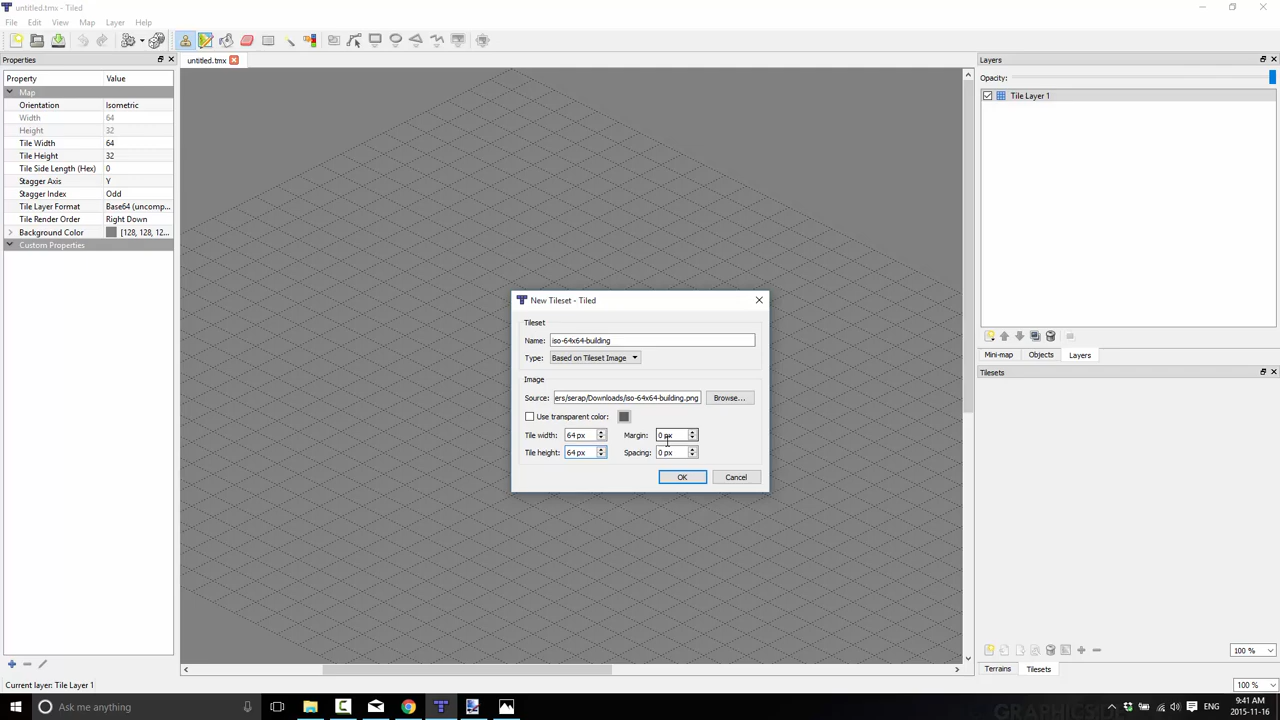 untitled.tmx - Tiled
File Edit View Map Layer Help
Properties
untitled.tmx
Layers
Property Value
Map
Orientation Isometric
Width 64
Height 32
Tile Width 64
Tile Height 32
Tile Side Length (Hex) 0
Stagger Axis Y
Stagger Index Odd
Tile Layer Format Base64 (uncomp...
Tile Render Order Right Down
Background Color [128, 128, 12...
Custom Properties
Opacity:
Tile Layer 1
New Tileset - Tiled
Tileset
Name: iso-64x64-building
Type: Based on Tileset Image
Image
Source: ers/serap/Downloads/iso-64x64-building.png Browse...
Use transparent color:
Tile width: 64 px Margin: 0 px
Tile height: 64 px Spacing: 0 px
OK Cancel
Mini-map Objects Layers
Tilesets
100 %
Terrains Tilesets
Current layer: Tile Layer 1
100 %
Ask me anything
ENG
9:41 AM
2015-11-16